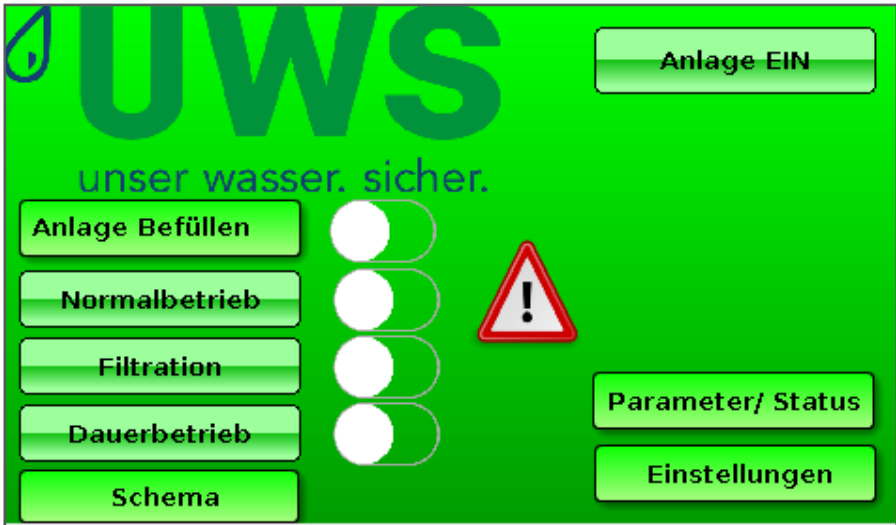 UWS
unser wasser. sicher.
Anlage EIN
Anlage Befüllen
Normalbetrieb
Filtration
Dauerbetrieb
Schema
!
Parameter/ Status
Einstellungen